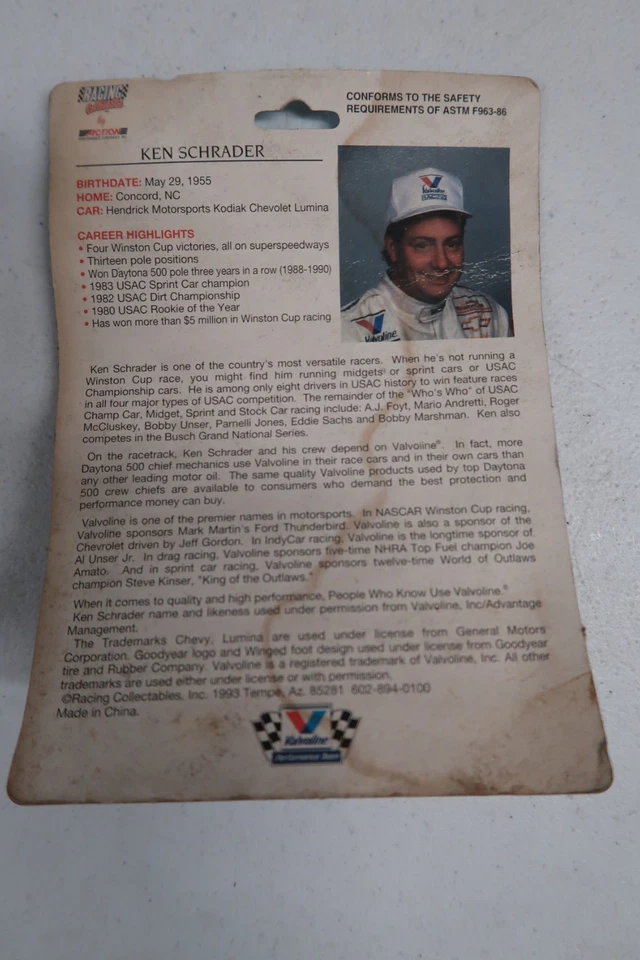 RACING
by
ACTION
CONFORMS TO THE SAFETY
REQUIREMENTS OF ASTM F963-86
KEN SCHRADER
BIRTHDATE: May 29, 1955
HOME: Concord, NC
CAR: Hendrick Motorsports Kodiak Chevolet Lumina
CAREER HIGHLIGHTS
• Four Winston Cup victories, all on superspeedways
• Thirteen pole positions
• Won Daytona 500 pole three years in a row (1988-1990)
• 1983 USAC Sprint Car champion
• 1982 USAC Dirt Championship
• 1980 USAC Rookie of the Year
• Has won more than $5 million in Winston Cup racing
Valvoline
Valvoline
Ken Schrader is one of the country's most versatile racers. When he's not running a
Winston Cup race, you might find him running midgets or sprint cars or USAC
Championship cars. He is among only eight drivers in USAC history to win feature races
in all four major types of USAC competition. The remainder of the "Who's Who" of USAC
Champ Car, Midget, Sprint and Stock Car racing include: A.J. Foyt, Mario Andretti, Roger
McCluskey, Bobby Unser, Parnelli Jones, Eddie Sachs and Bobby Marshman. Ken also
competes in the Busch Grand National Series.
On the racetrack, Ken Schrader and his crew depend on Valvoline®. In fact, more
Daytona 500 chief mechanics use Valvoline in their race cars and in their own cars than
any other leading motor oil. The same quality Valvoline products used by top Daytona
500 crew chiefs are available to consumers who demand the best protection and
performance money can buy.
Valvoline is one of the premier names in motorsports. In NASCAR Winston Cup racing,
Valvoline sponsors Mark Martin's Ford Thunderbird. Valvoline is also a sponsor of the
Chevrolet driven by Jeff Gordon. In IndyCar racing, Valvoline is the longtime sponsor of
Al Unser Jr. In drag racing, Valvoline sponsors five-time NHRA Top Fuel champion Joe
Amato. And in sprint car racing, Valvoline sponsors twelve-time World of Outlaws
champion Steve Kinser, "King of the Outlaws."
When it comes to quality and high performance, People Who Know Use Valvoline.®
Ken Schrader name and likeness used under permission from Valvoline, Inc/Advantage
Management.
The Trademarks Chevy, Lumina are used under license from General Motors
Corporation. Goodyear logo and Winged foot design used under license from Goodyear
tire and Rubber Company. Valvoline is a registered trademark of Valvoline, Inc. All other
trademarks are used either under license or with permission.
©Racing Collectables, Inc. 1993 Tempe, Az. 85281 602-894-0100
Made in China.
Valvoline
Performance Team